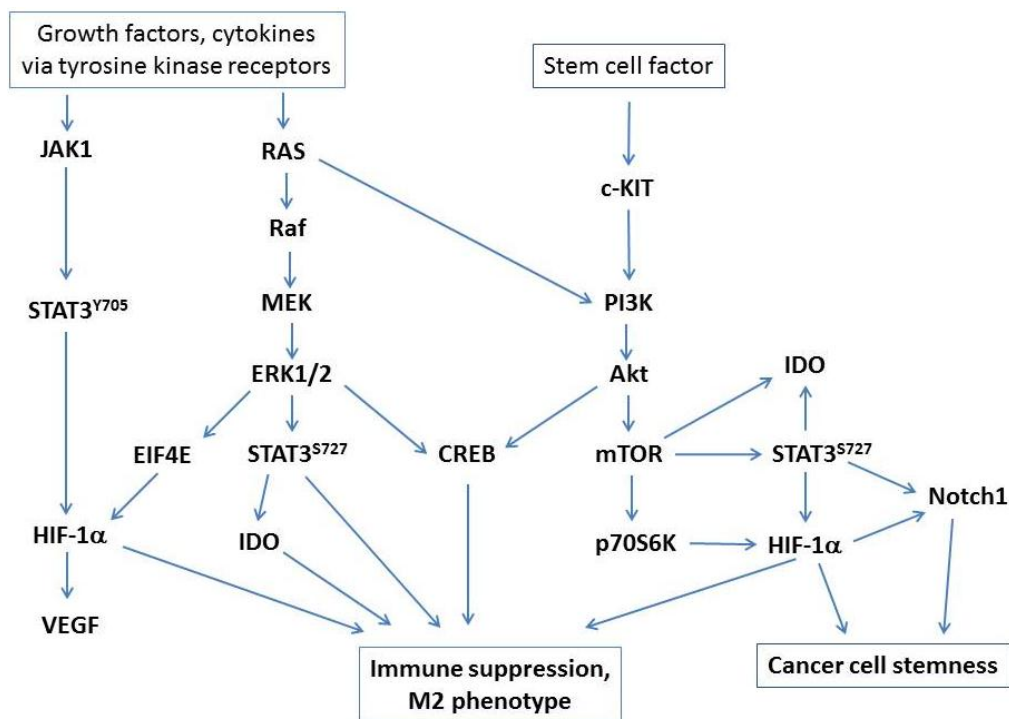 Growth factors, cytokines
via tyrosine kinase receptors
Stem cell factor
JAK1
RAS
c-KIT
Raf
STAT3Y705
MEK
PI3K
ERK1/2
Akt
IDO
EIF4E
STAT3S727
CREB
mTOR
STAT3S727
Notch1
HIF-1α
IDO
p70S6K
HIF-1α
VEGF
Immune suppression,
M2 phenotype
Cancer cell stemness